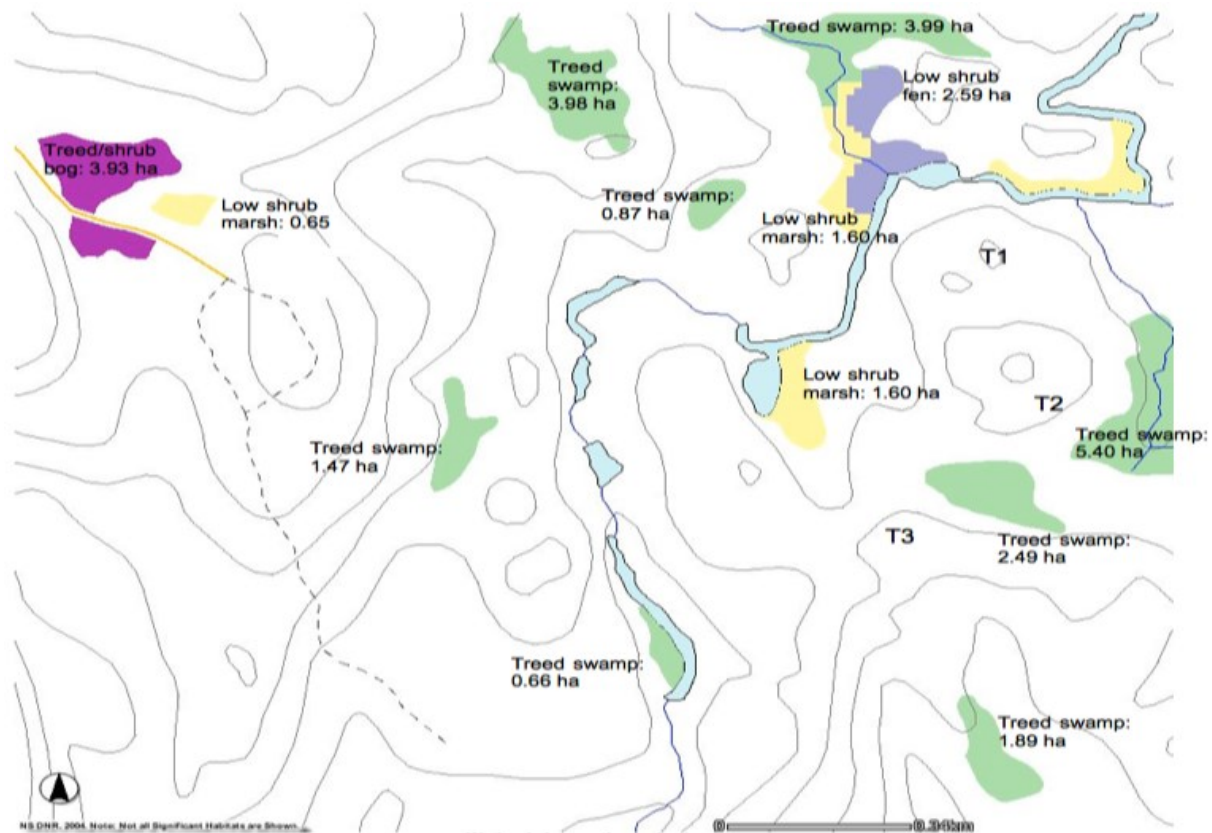 Treed swamp: 3.99 ha
Treed
swamp:
3.98 ha
Low shrub
fen: 2.59 ha
Treed/shrub
bog: 3.93 ha
Low shrub
marsh: 0.65
Treed swamp:
0.87 ha
Low shrub
marsh: 1.60 ha
T1
Low shrub
marsh: 1.60 ha
T2
Treed swamp:
5.40 ha
Treed swamp:
1.47 ha
T3
Treed swamp:
2.49 ha
Treed swamp:
0.66 ha
Treed swamp:
1.89 ha
NS DNR, 2004. Note: Not all Significant Habitats are Shown
0 0.34km